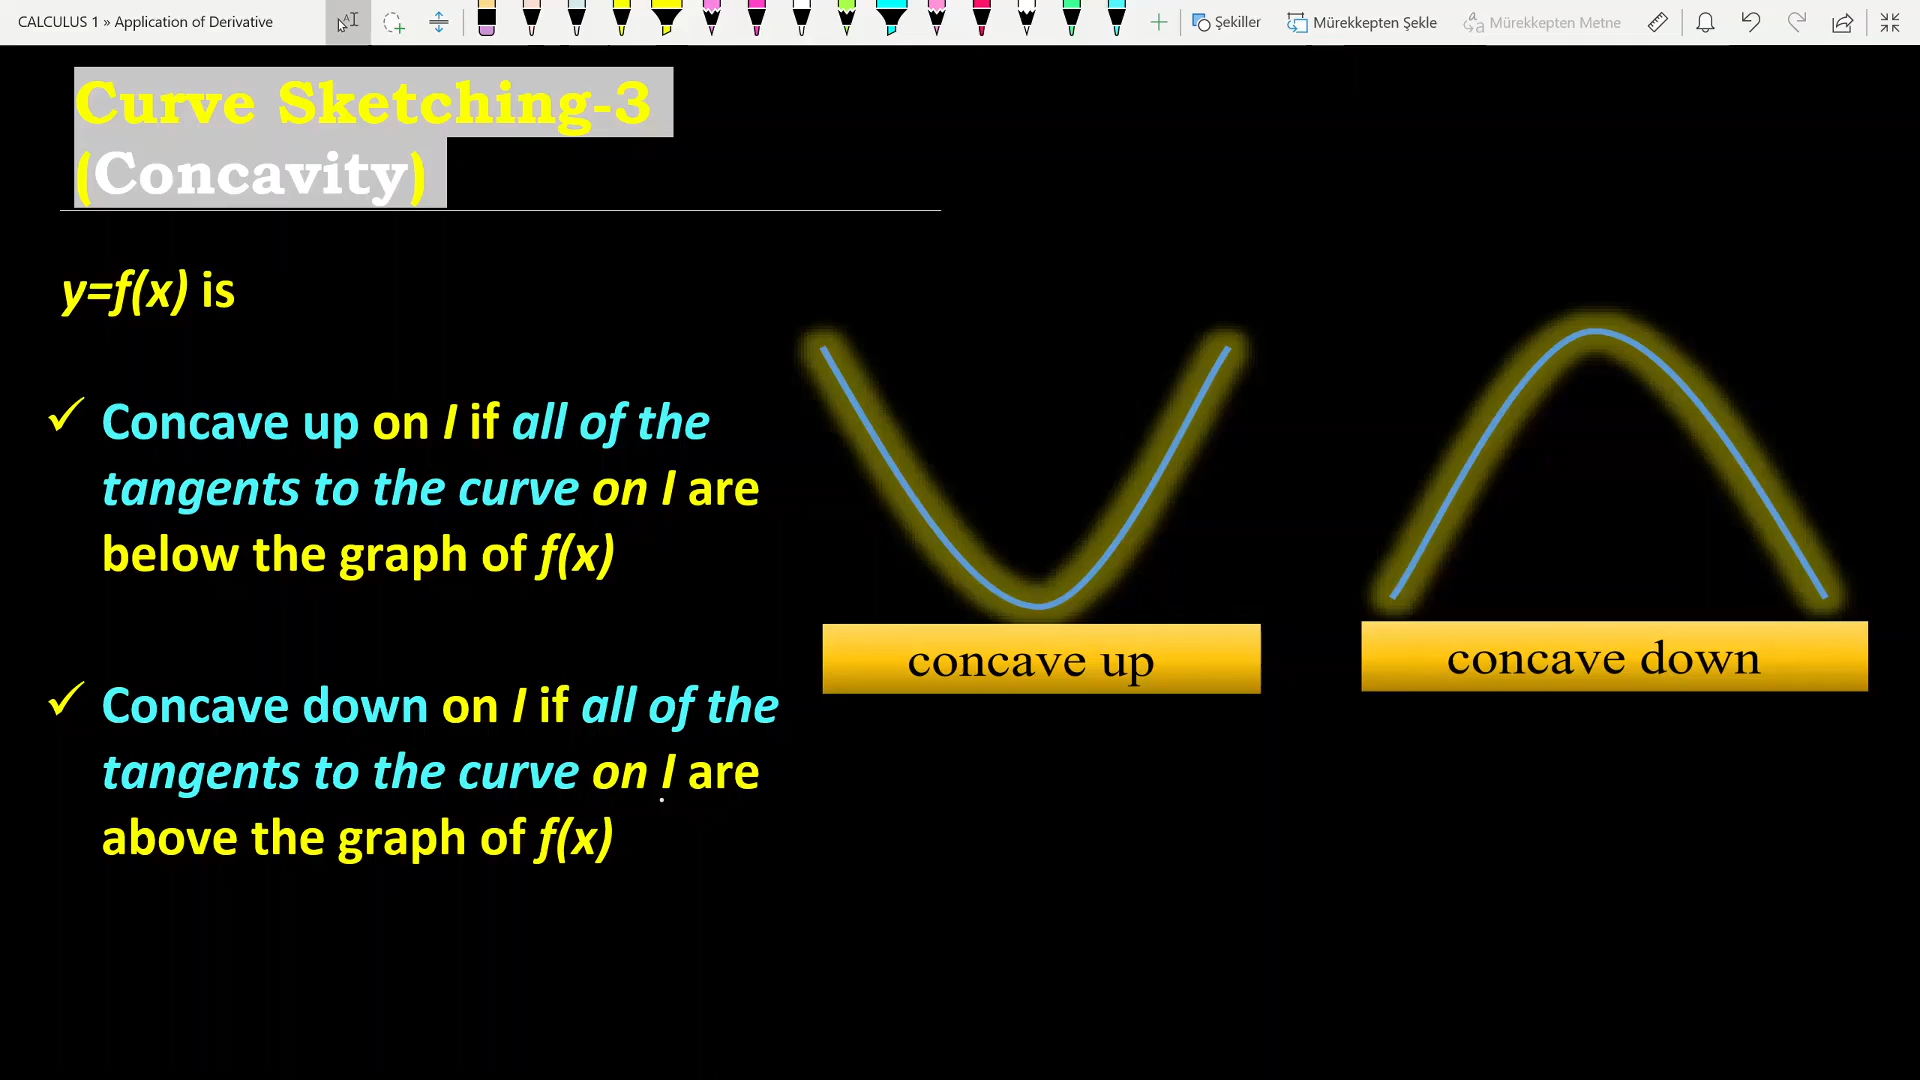 CALCULUS 1 » Application of Derivative
Şekiller
Mürekkepten Şekle
Mürekkepten Metne
Curve Sketching-3
(Concavity)
y=f(x) is
✓ Concave up on I if all of the
tangents to the curve on I are
below the graph of f(x)
✓ Concave down on I if all of the
tangents to the curve on I are
above the graph of f(x)
concave up
concave down